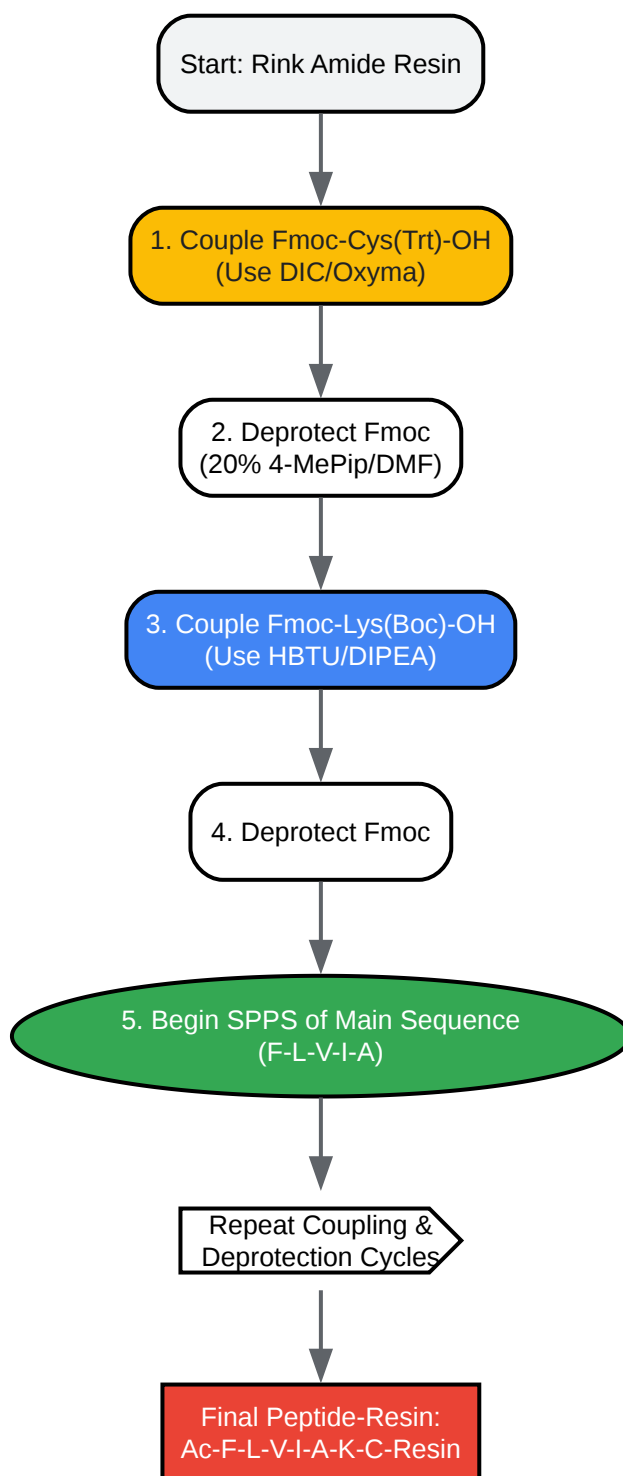 Start: Rink Amide Resin
1. Couple Fmoc-Cys(Trt)-OH
(Use DIC/Oxyma)
2. Deprotect Fmoc
(20% 4-MePip/DMF)
3. Couple Fmoc-Lys(Boc)-OH
(Use HBTU/DIPEA)
4. Deprotect Fmoc
5. Begin SPPS of Main Sequence
(F-L-V-I-A)
Repeat Coupling &
Deprotection Cycles
Final Peptide-Resin:
Ac-F-L-V-I-A-K-C-Resin